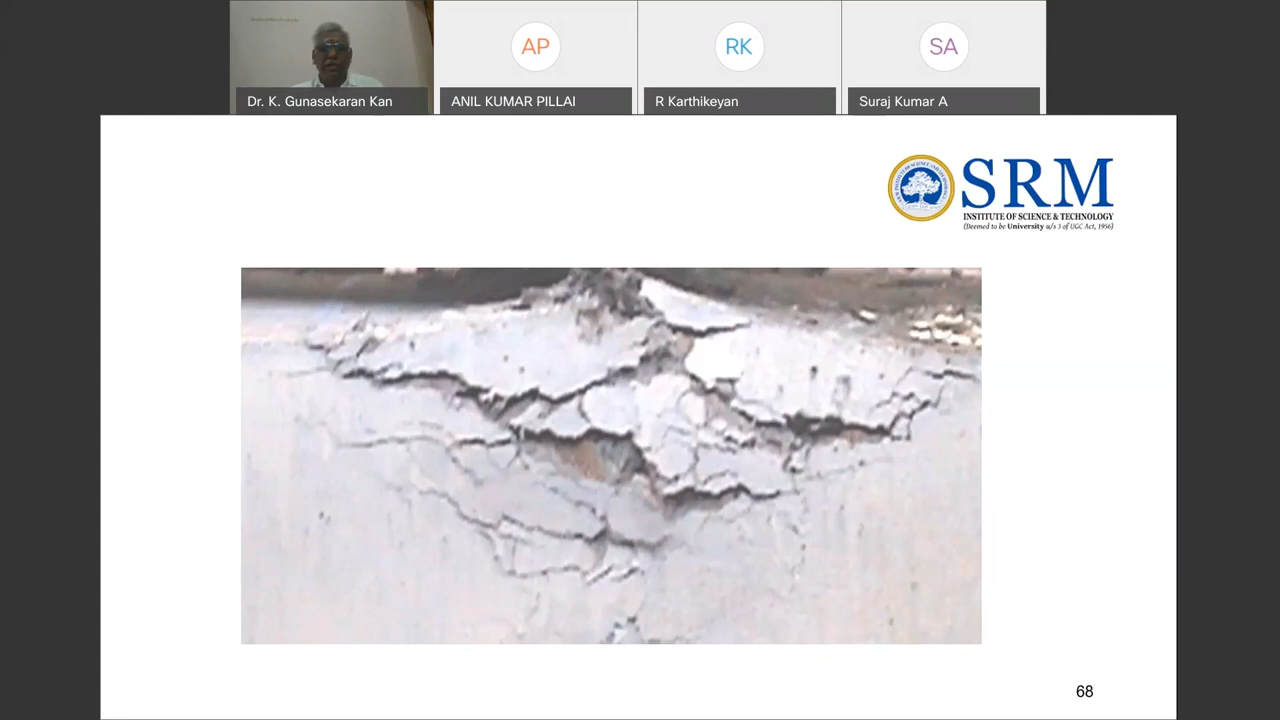 AP
RK
SA
Dr. K. Gunasekaran Kan
ANIL KUMAR PILLAI
R Karthikeyan
Suraj Kumar A
SRM
INSTITUTE OF SCIENCE & TECHNOLOGY
(Deemed to be University u/s 3 of UGC Act, 1956)
68